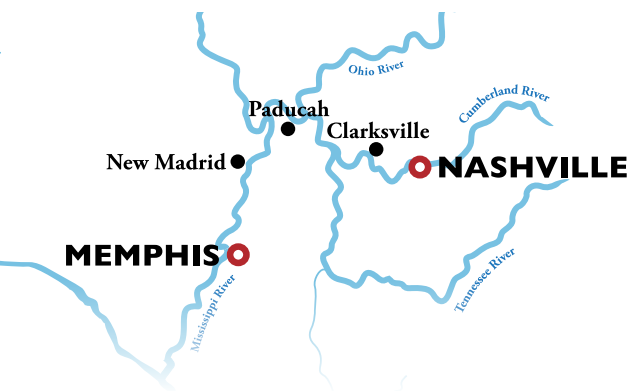 Ohio River
Cumberland River
Paducah
Clarksville
New Madrid
NASHVILLE
MEMPHIS
Mississippi River
Tennessee River